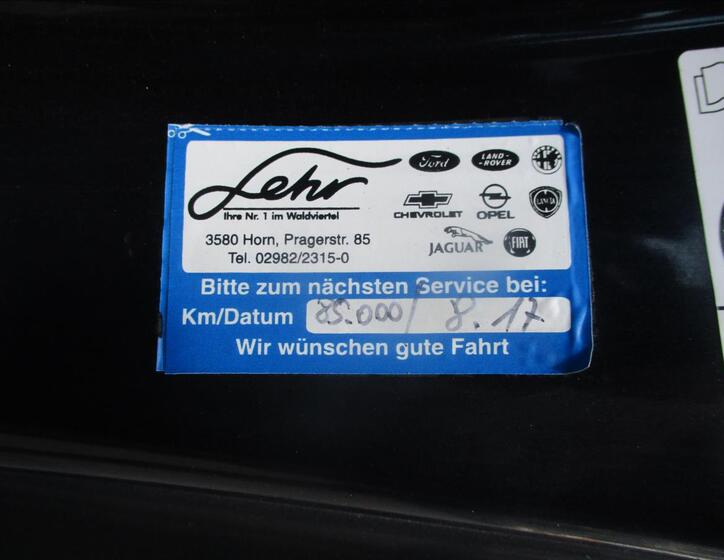 Lehr
Ihre Nr. 1 im Waldviertel
3580 Horn, Pragerstr. 85
Tel. 02982/2315-0
Ford
LAND-ROVER
CHEVROLET
OPEL
LANCIA
JAGUAR
FIAT
Bitte zum nächsten Service bei:
Km/Datum 85.000/8.17
Wir wünschen gute Fahrt